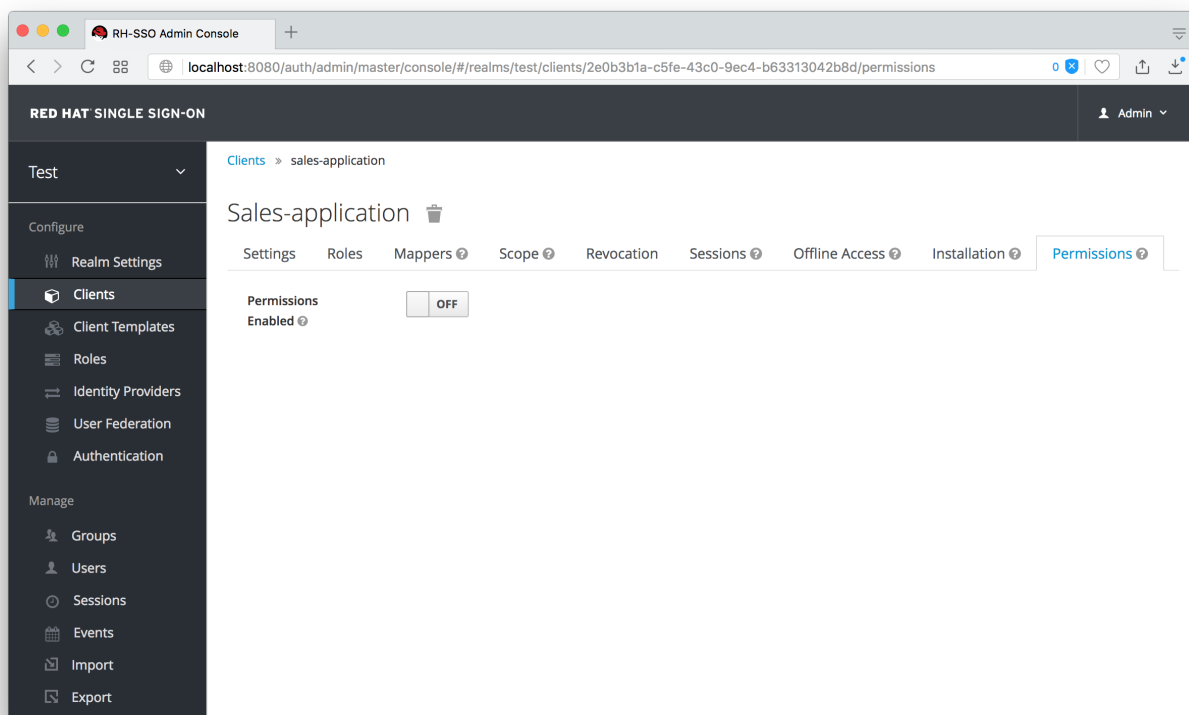 RH-SSO Admin Console
localhost:8080/auth/admin/master/console/#/realms/test/clients/2e0b3b1a-c5fe-43c0-9ec4-b63313042b8d/permissions
0
RED HAT SINGLE SIGN-ON
Admin
Test
Clients » sales-application
Sales-application
Configure
Settings Roles Mappers Scope Revocation Sessions Offline Access Installation Permissions
Realm Settings
Clients
Client Templates
Roles
Identity Providers
User Federation
Authentication
Manage
Groups
Users
Sessions
Events
Import
Export
Permissions
Enabled
OFF